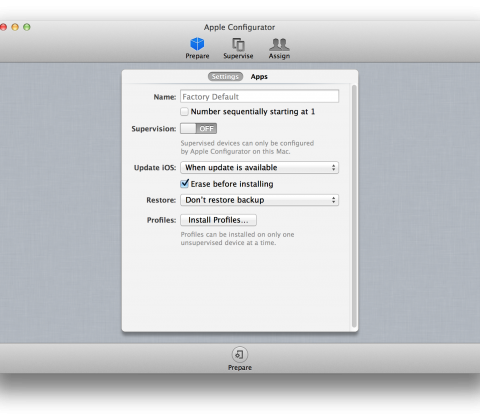 Apple Configurator
Prepare Supervise Assign
Settings Apps
Name: Factory Default
Number sequentially starting at 1
Supervision: OFF
Supervised devices can only be configured
by Apple Configurator on this Mac.
Update iOS: When update is available
Erase before installing
Restore: Don't restore backup
Profiles: Install Profiles...
Profiles can be installed on only one
unsupervised device at a time.
Prepare